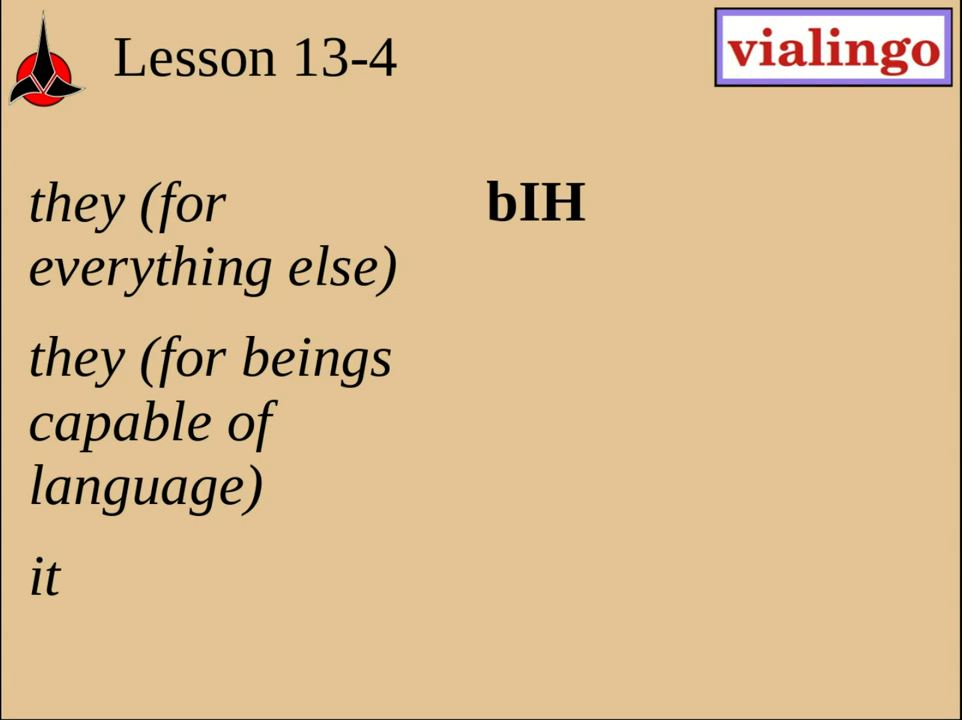 Lesson 13-4
vialingo
they (for
everything else)
bIH
they (for beings
capable of
language)
it